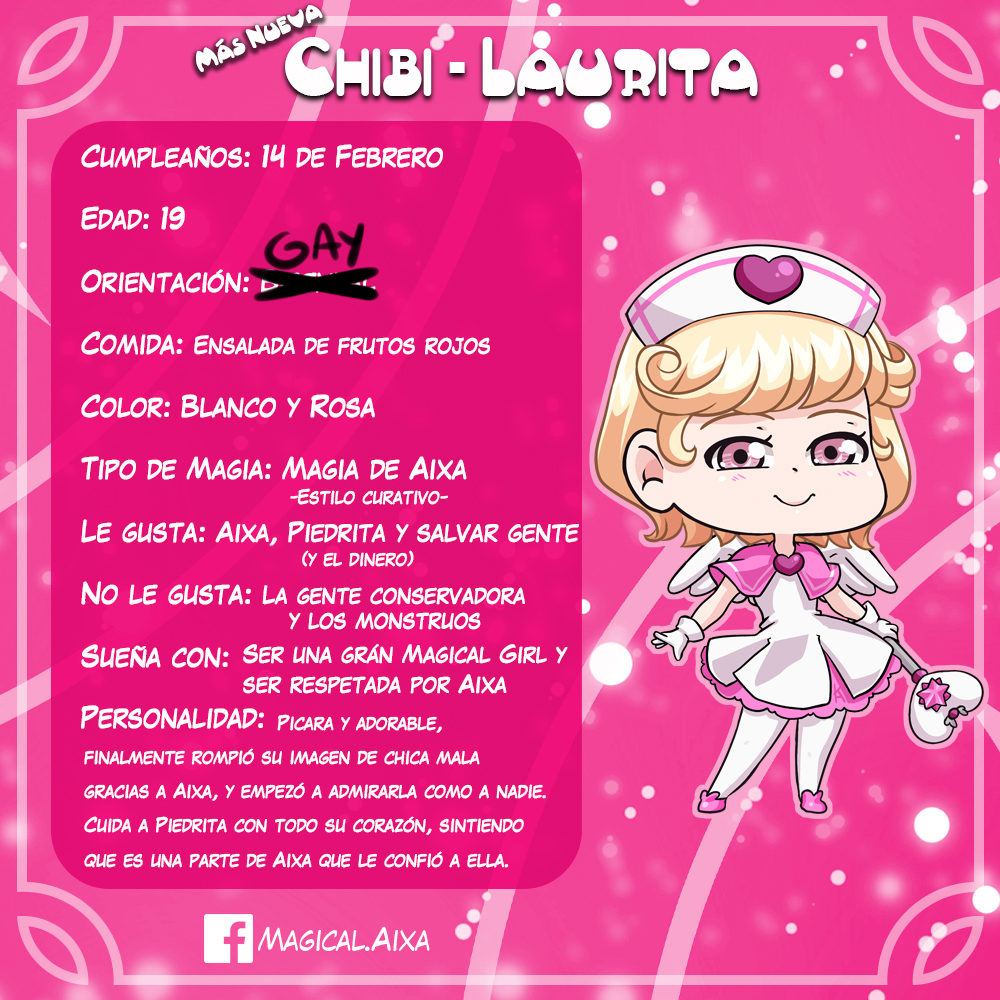 Más Nueva
Chibi - Laurita
Cumpleaños: 14 de Febrero
Edad: 19
GAY
Orientación:
Comida: Ensalada de frutos rojos
Color: Blanco y Rosa
Tipo de Magia: Magia de Aixa
-Estilo curativo-
Le gusta: Aixa, Piedrita y salvar gente
(y el dinero)
No le gusta: La gente conservadora
y los monstruos
Sueña con: Ser una grán Magical Girl y
ser respetada por Aixa
Personalidad: Picara y adorable,
finalmente rompió su imagen de chica mala
gracias a Aixa, y empezó a admirarla como a nadie.
Cuida a Piedrita con todo su corazón, sintiendo
que es una parte de Aixa que le confió a ella.
f Magical.Aixa